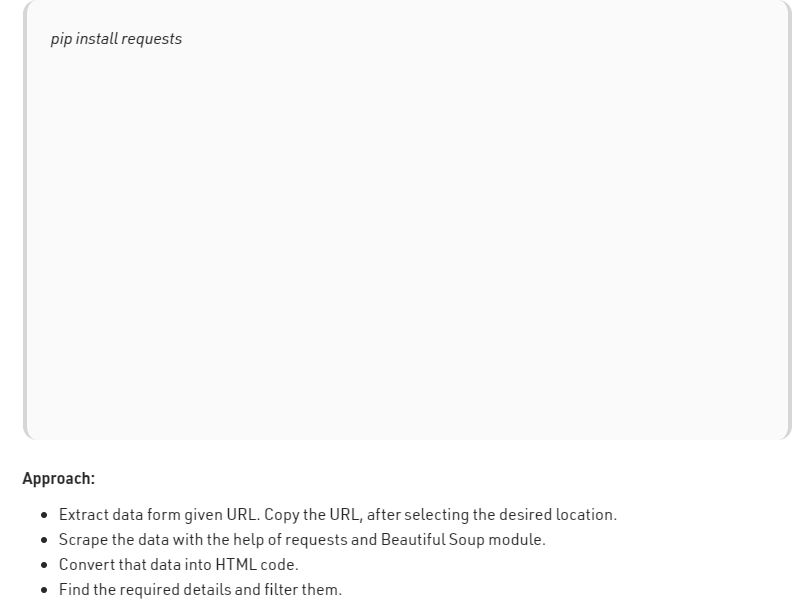 pip install requests
Approach:
Extract data form given URL. Copy the URL, after selecting the desired location.
Scrape the data with the help of requests and Beautiful Soup module.
Convert that data into HTML code.
Find the required details and filter them.